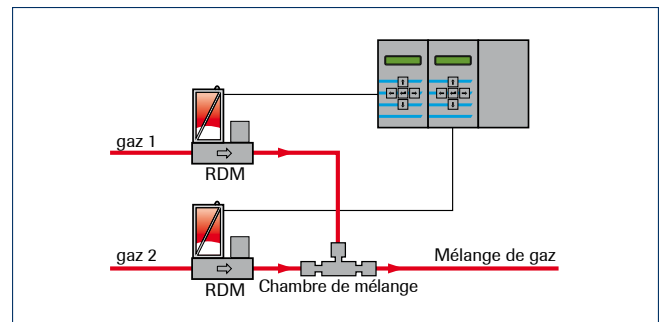 gaz 1
RDM
gaz 2
RDM
Chambre de mélange
Mélange de gaz